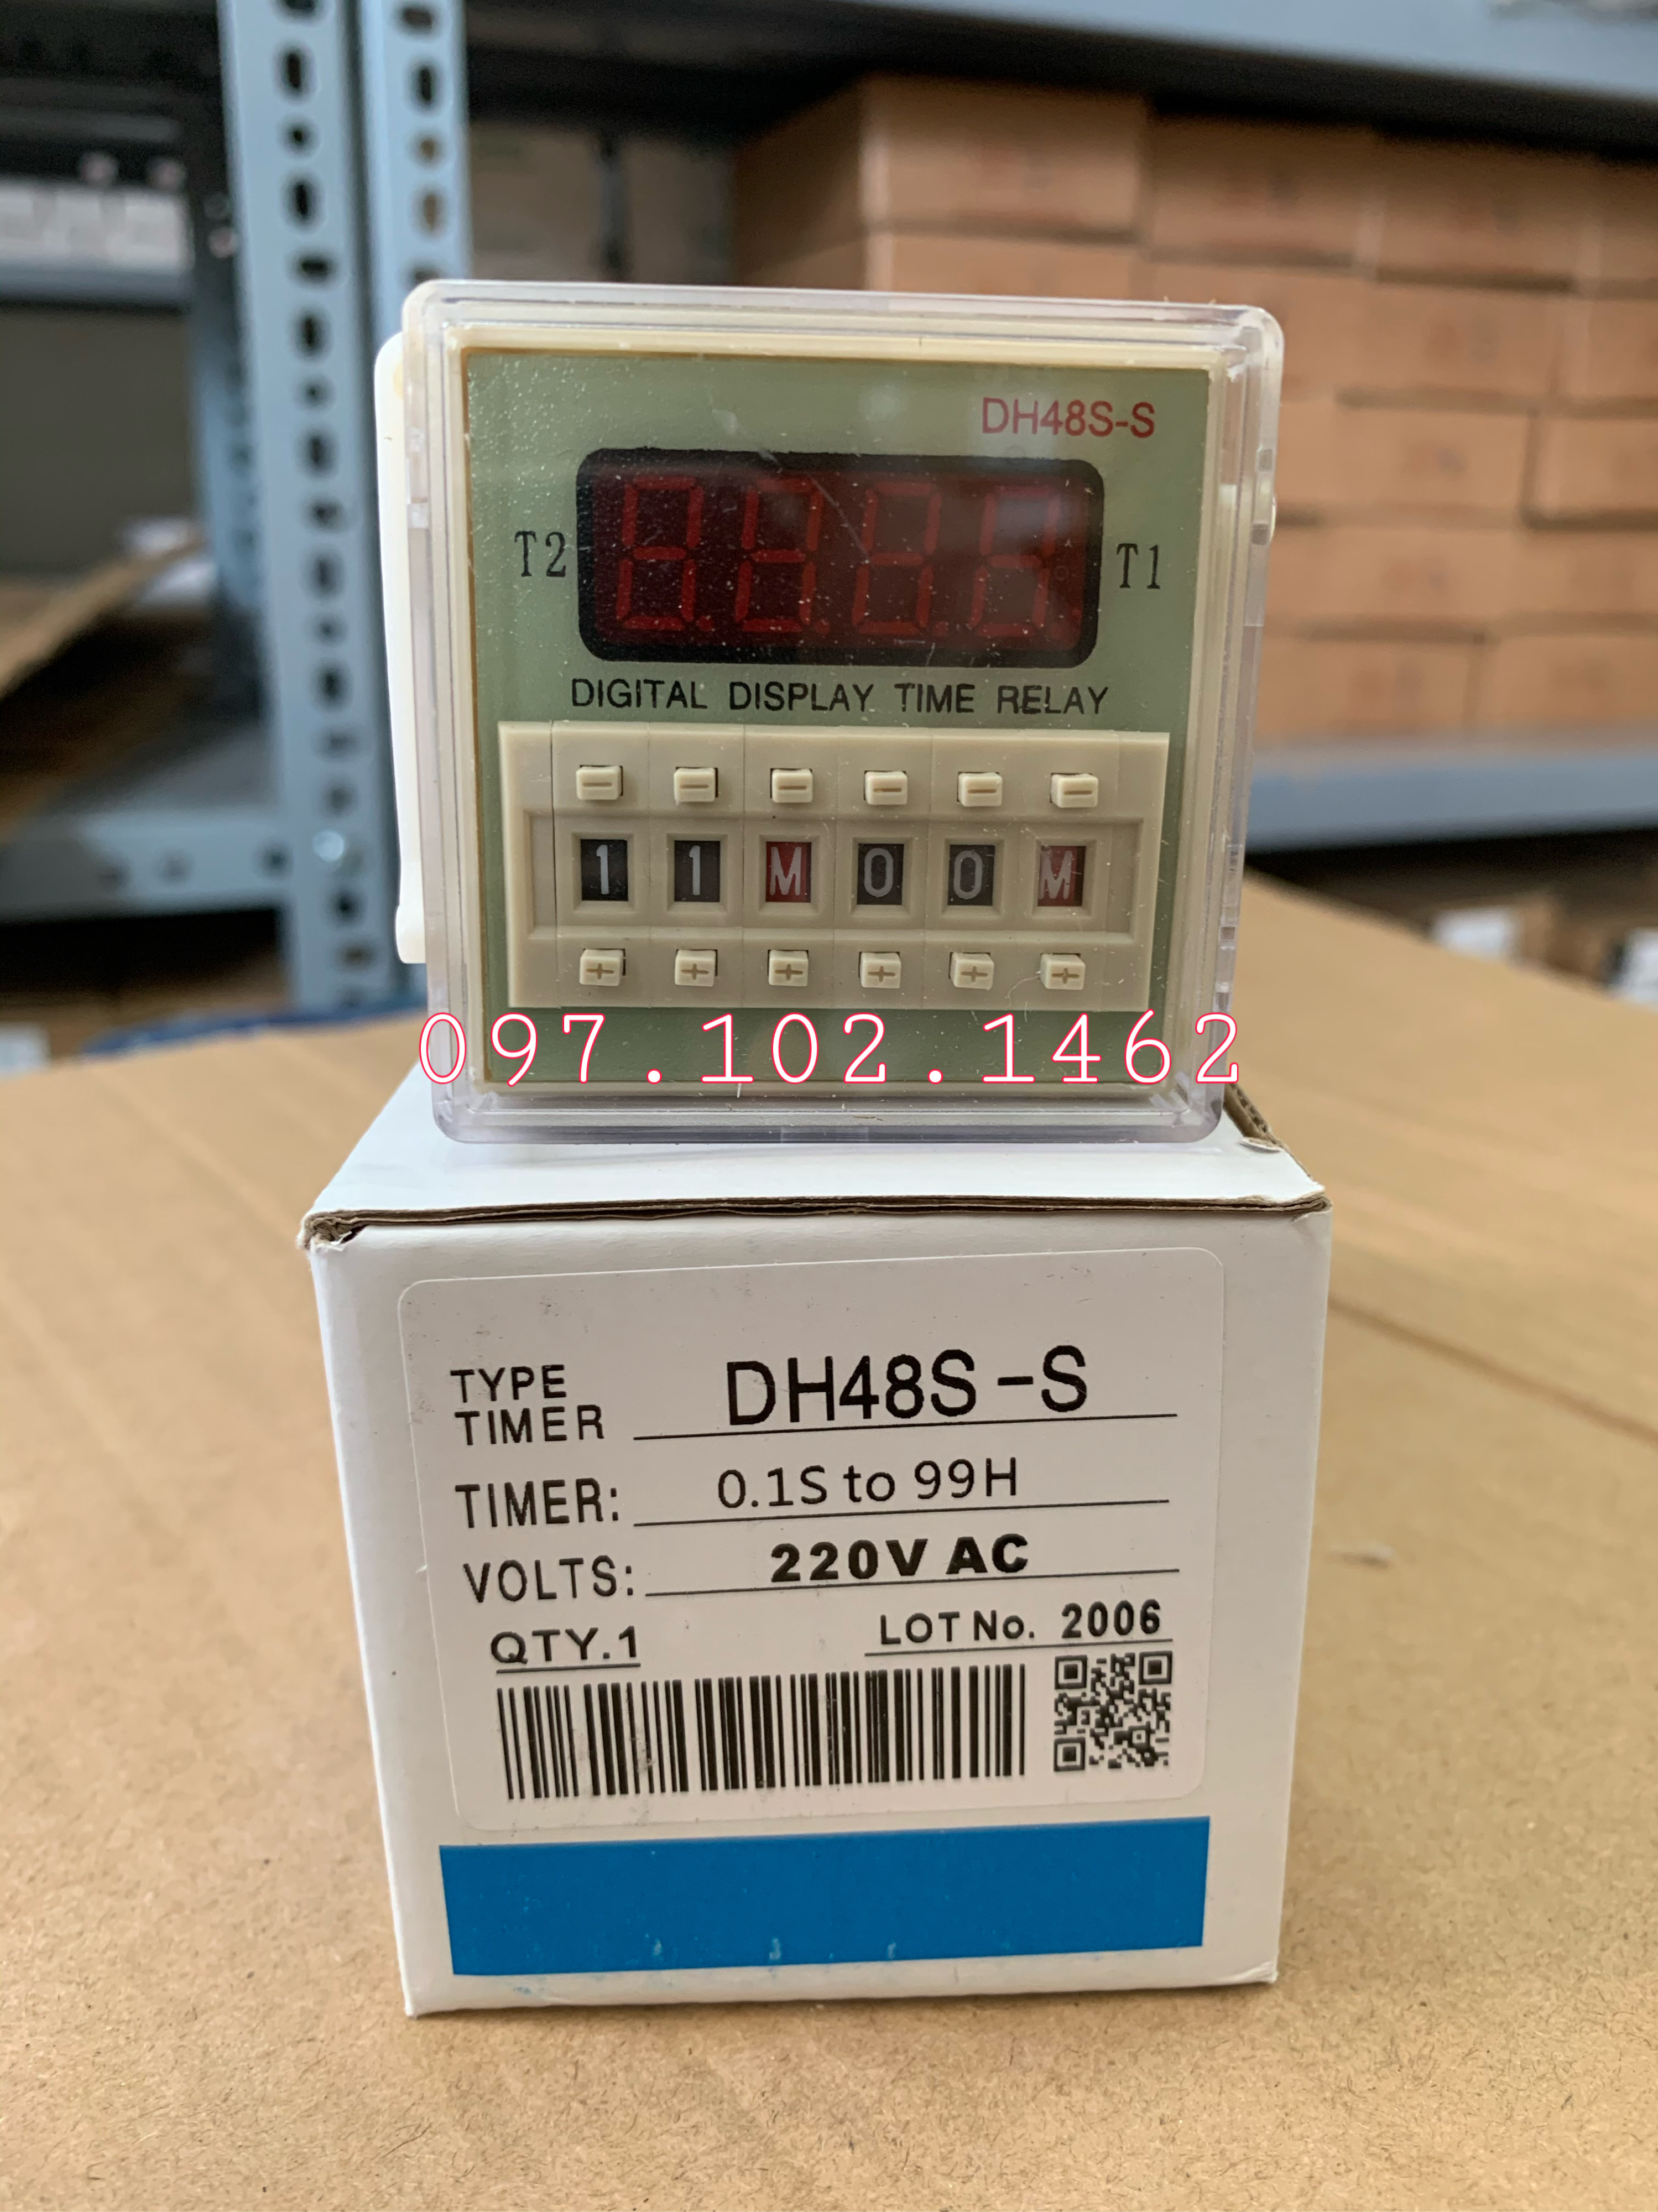 DH48S-S
T2 T1
DIGITAL DISPLAY TIME RELAY
1 1 M 0 0 M
097.102.1462
TYPE
TIMER DH48S-S
TIMER: 0.1S to 99H
VOLTS: 220V AC
QTY.1 LOT No. 2006